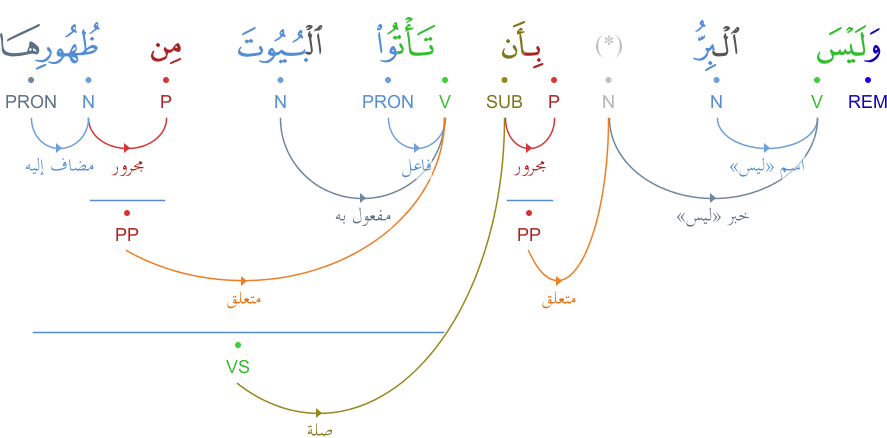 وَلَيْسَ ٱلْبِرُّ (*) بِأَن تَأْتُوا۟ ٱلْبُيُوتَ مِن ظُهُورِهَا
REM V N N P SUB V PRON N P N PRON
اسم «ليس» مجرور فاعل مجرور مضاف إليه
خبر «ليس» مفعول به
PP PP
متعلق متعلق
VS
صلة